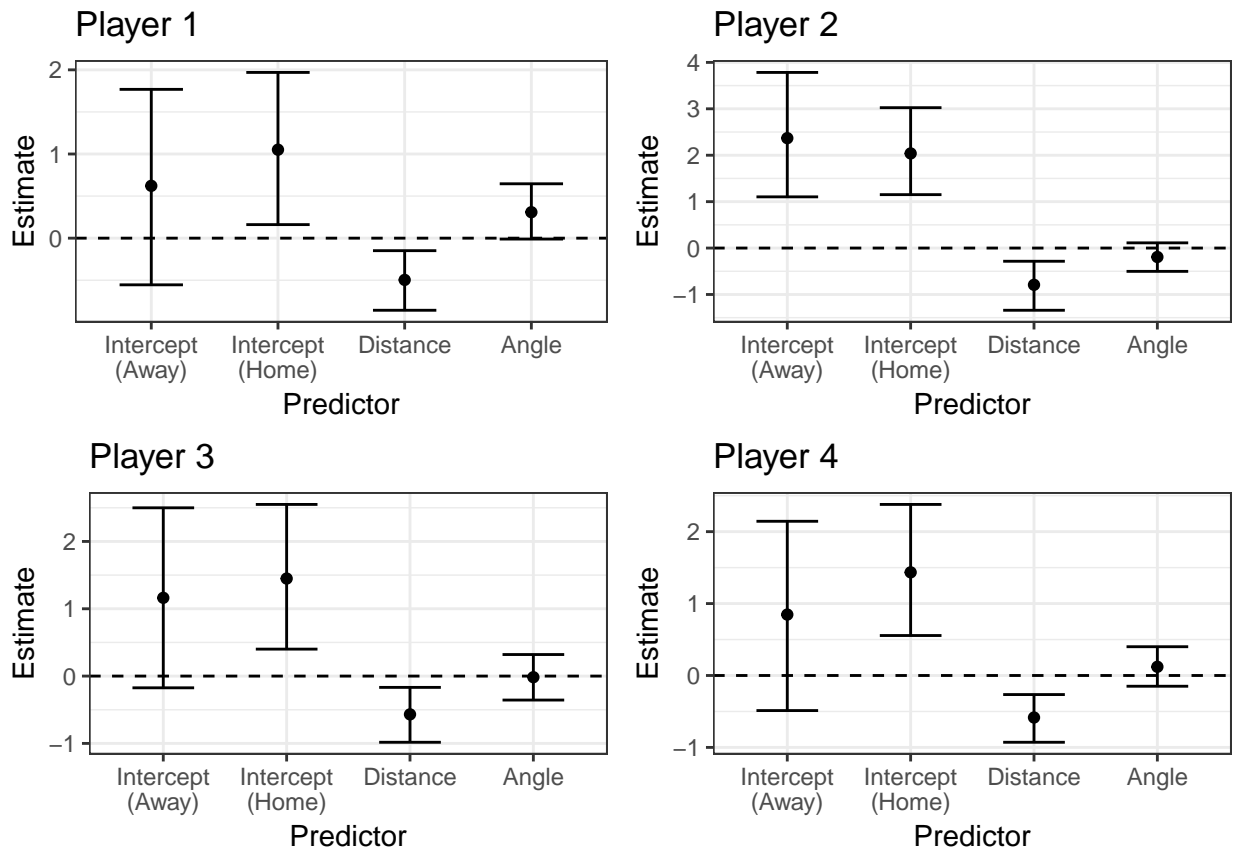 Player 1
Estimate
2
1
0
Intercept
(Away)
Intercept
(Home)
Distance
Angle
Predictor
Player 2
Estimate
4
3
2
1
0
−1
Intercept
(Away)
Intercept
(Home)
Distance
Angle
Predictor
Player 3
Estimate
2
1
0
−1
Intercept
(Away)
Intercept
(Home)
Distance
Angle
Predictor
Player 4
Estimate
2
1
0
−1
Intercept
(Away)
Intercept
(Home)
Distance
Angle
Predictor